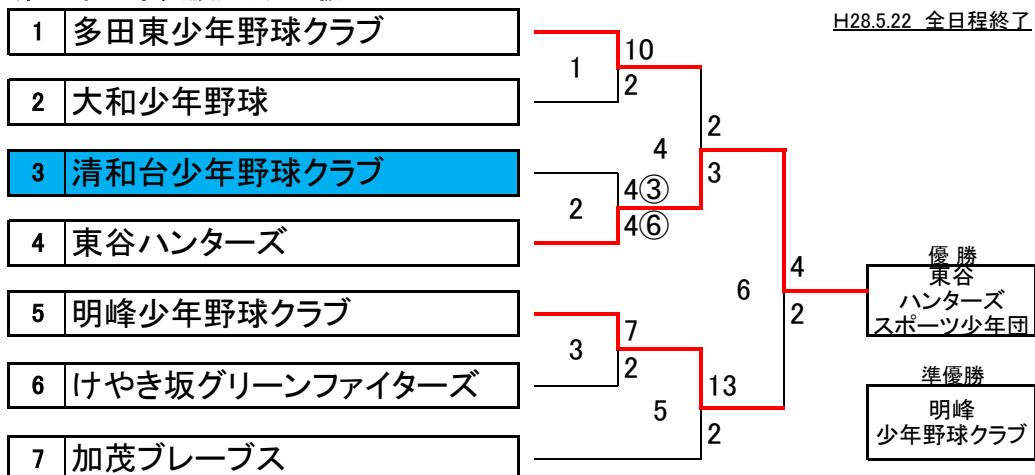 H28.5.22 全日程終了
1 多田東少年野球クラブ
2 大和少年野球
3 清和台少年野球クラブ
4 東谷ハンターズ
5 明峰少年野球クラブ
6 けやき坂グリーンファイターズ
7 加茂ブレーブス
1
10
2
2
4③
4⑥
3
7
2
4
2
3
5
13
2
6
4
2
優 勝
東谷
ハンターズ
スポーツ少年団
準優勝
明峰
少年野球クラブ